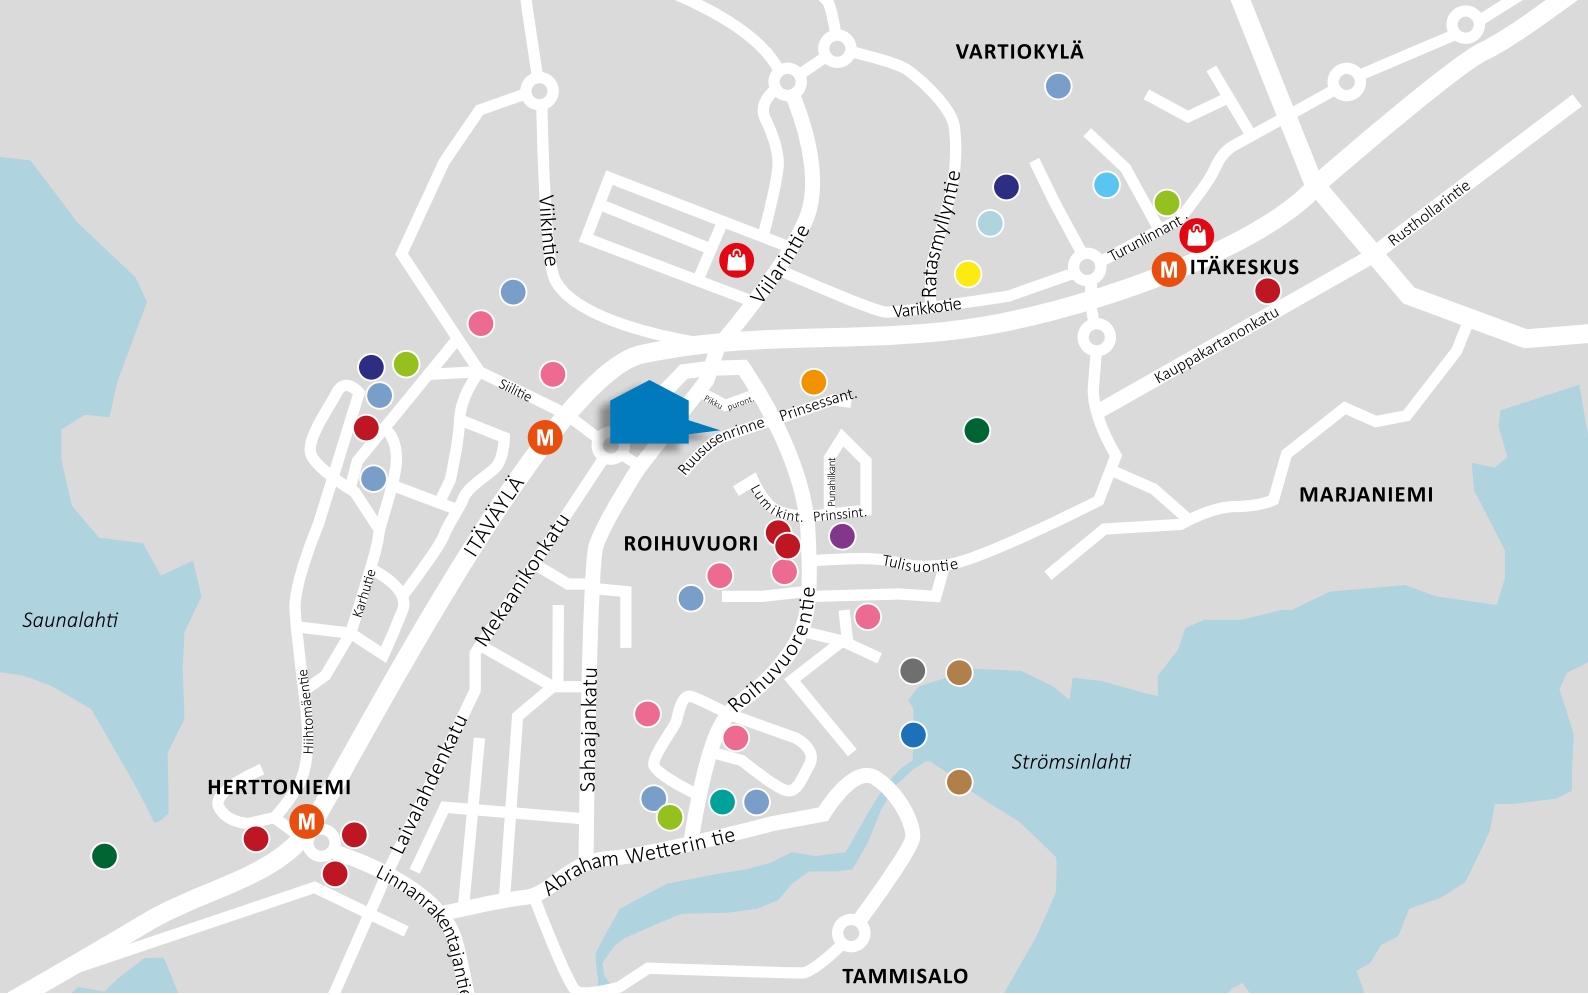 VARTIOKYLÄ
Viikintie
Viilarintie
Ratasmyllyntie
Turunlinnant.
Rusthollarintie
M
ITÄKESKUS
Varikkotie
Kauppakartanonkatu
Siilitie
Pikku puront.
Prinsessant.
Ruususenrinne
M
Punahilkant
Lumikint.
Prinssint.
MARJANIEMI
ITÄVÄYLÄ
ROIHUVUORI
Tulisuontie
Mekaanikonkatu
Karhutie
Saunalahti
Roihuvuorentie
Hiihtomäentie
Sahaajankatu
Laivalahdenkatu
Strömsinlahti
HERTTONIEMI
M
Abraham Wetterin tie
Linnanrakentajantie
TAMMISALO